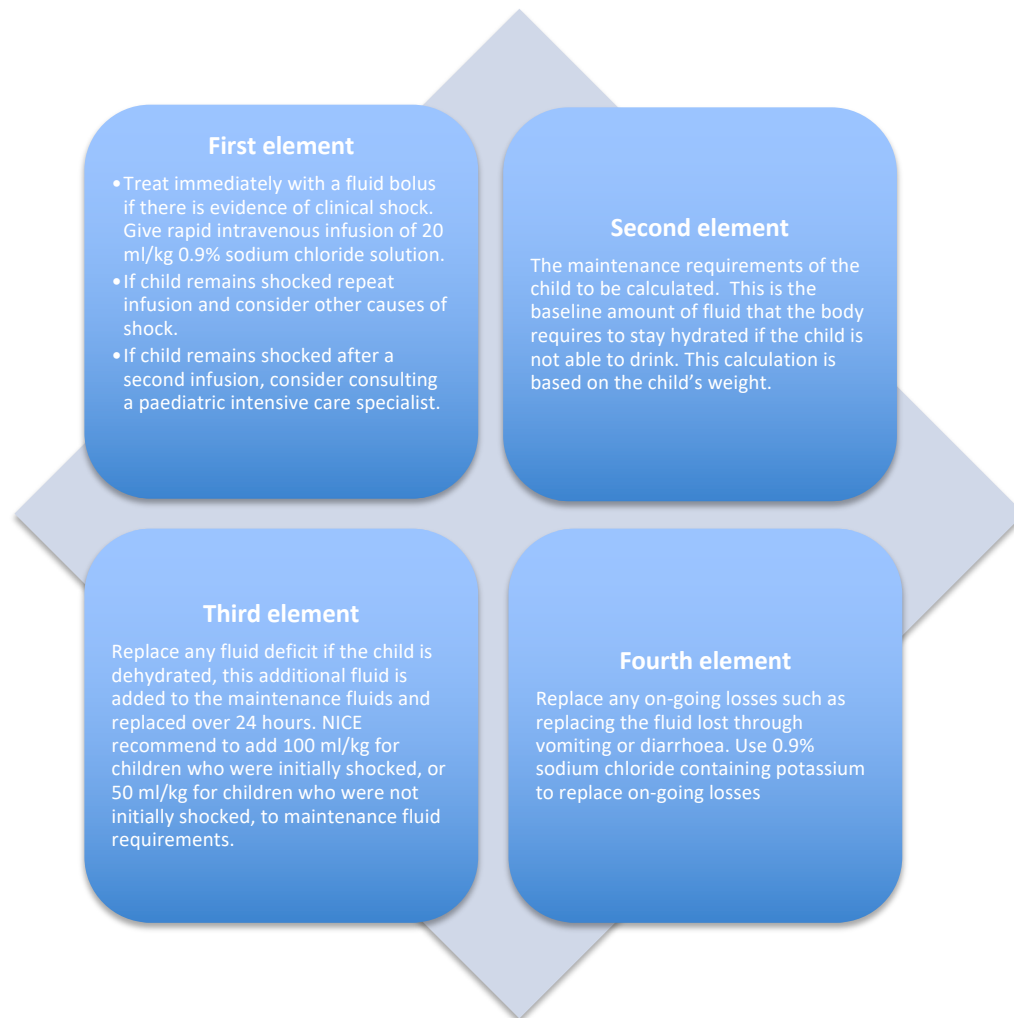 First element
•Treat immediately with a fluid bolus
if there is evidence of clinical shock.
Give rapid intravenous infusion of 20
ml/kg 0.9% sodium chloride solution.
•If child remains shocked repeat
infusion and consider other causes of
shock.
•If child remains shocked after a
second infusion, consider consulting
a paediatric intensive care specialist.
Second element
The maintenance requirements of the
child to be calculated.  This is the
baseline amount of fluid that the body
requires to stay hydrated if the child is
not able to drink. This calculation is
based on the child’s weight.
Third element
Replace any fluid deficit if the child is
dehydrated, this additional fluid is
added to the maintenance fluids and
replaced over 24 hours. NICE
recommend to add 100 ml/kg for
children who were initially shocked, or
50 ml/kg for children who were not
initially shocked, to maintenance fluid
requirements.
Fourth element
Replace any on-going losses such as
replacing the fluid lost through
vomiting or diarrhoea. Use 0.9%
sodium chloride containing potassium
to replace on-going losses